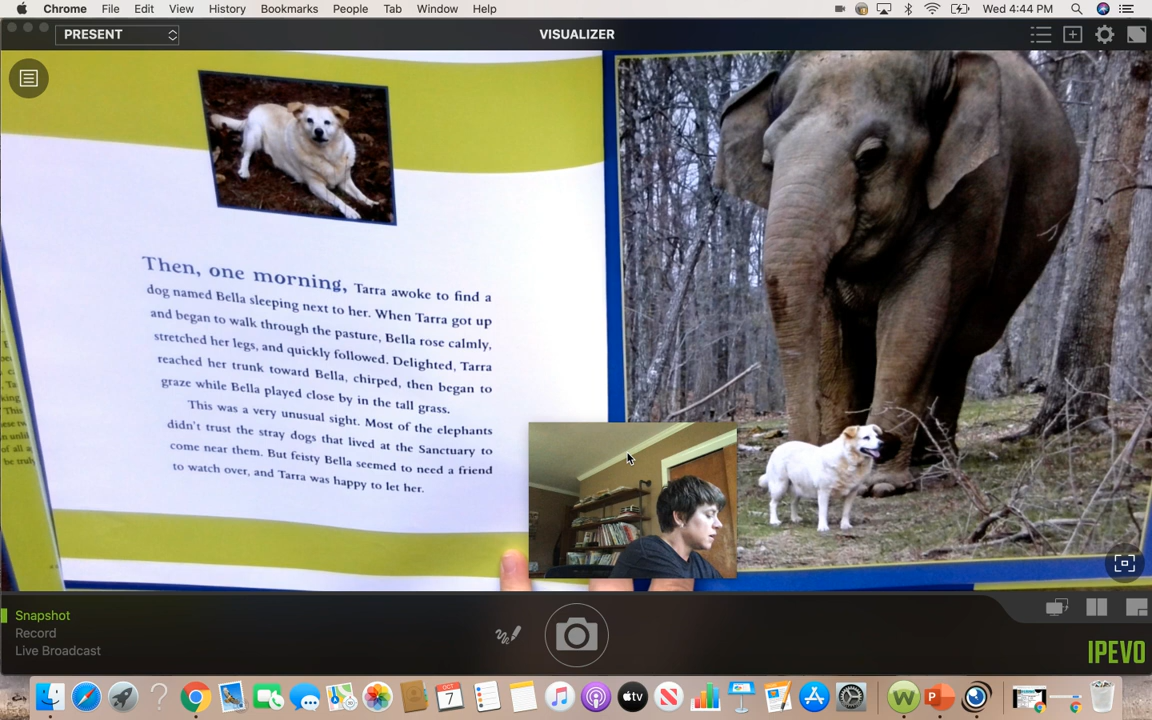 Chrome File Edit View History Bookmarks People Tab Window Help Wed 4:44 PM
PRESENT
VISUALIZER
Then, one morning, Tarra awoke to find a
dog named Bella sleeping next to her. When Tarra got up
and began to walk through the pasture, Bella rose calmly,
stretched her legs, and quickly followed. Delighted, Tarra
reached her trunk toward Bella, chirped, then began to
graze while Bella played close by in the tall grass.
This was a very unusual sight. Most of the elephants
didn't trust the stray dogs that lived at the Sanctuary to
come near them. But feisty Bella seemed to need a friend
to watch over, and Tarra was happy to let her.
Snapshot
Record
Live Broadcast
IPEVO
OCT
7
tv